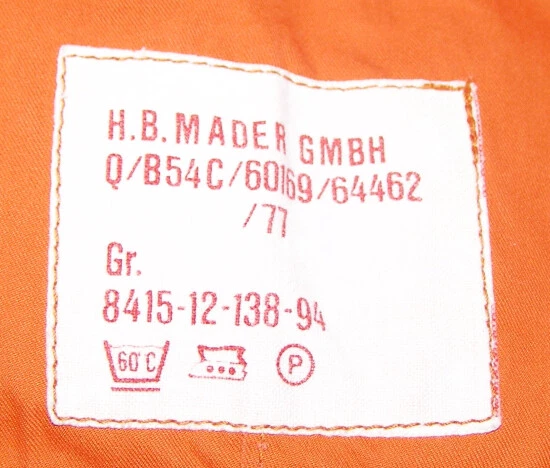 H.B. MADER GMBH
Q/B54C/60169/64462
/77
Gr.
8415-12-138-94
60°C P